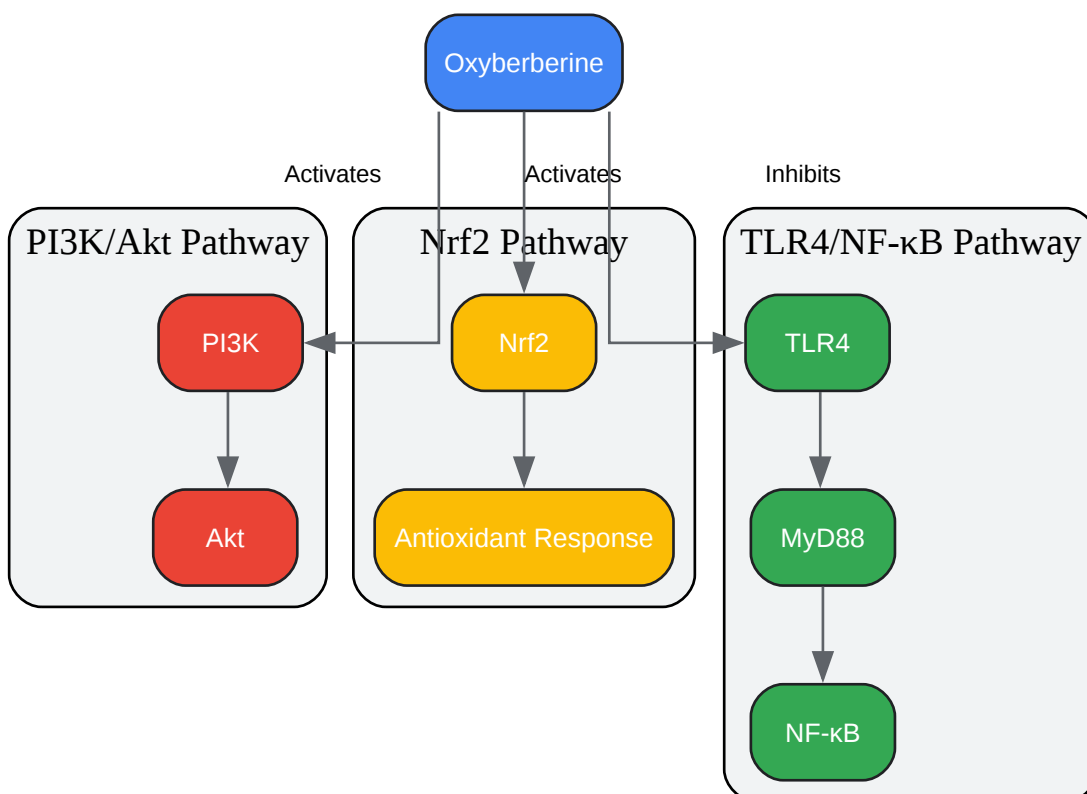 Oxyberberine
Activates
Activates
Inhibits
PI3K/Akt Pathway
Nrf2 Pathway
TLR4/NF-κB Pathway
PI3K
Nrf2
TLR4
Akt
Antioxidant Response
MyD88
NF-κB